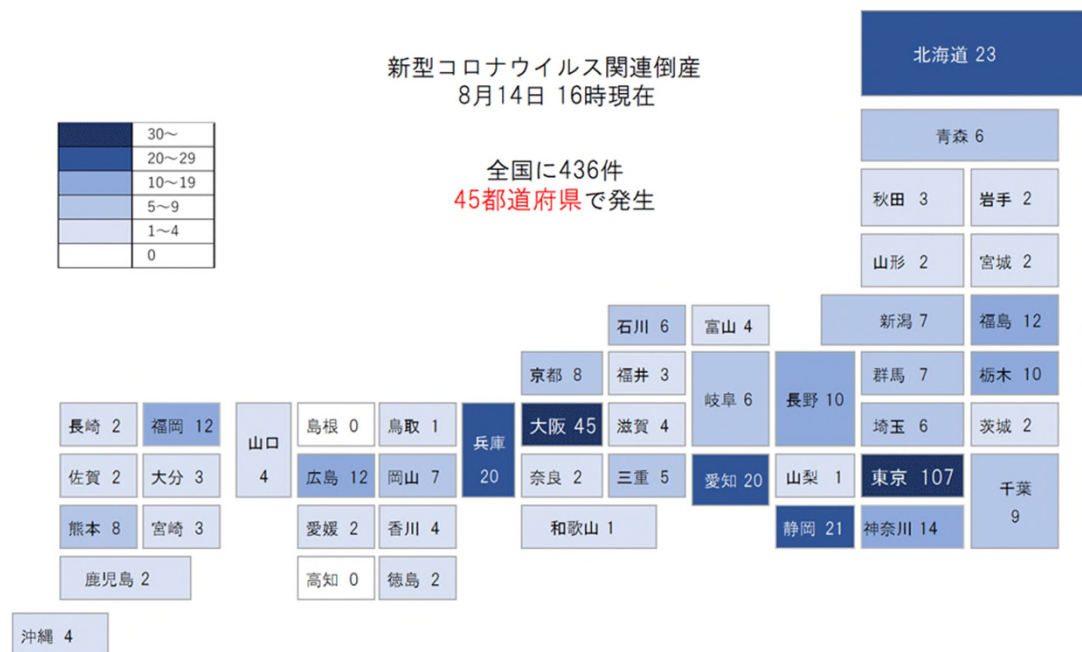 新型コロナウイルス関連倒産
8月14日 16時現在
全国に436件
45都道府県で発生
30～
20～29
10～19
5～9
1～4
0
北海道 23
青森 6
秋田 3
岩手 2
山形 2
宮城 2
石川 6
富山 4
新潟 7
福島 12
京都 8
福井 3
岐阜 6
長野 10
群馬 7
栃木 10
長崎 2
福岡 12
山口
4
島根 0
鳥取 1
兵庫
20
大阪 45
滋賀 4
埼玉 6
茨城 2
佐賀 2
大分 3
広島 12
岡山 7
奈良 2
三重 5
愛知 20
山梨 1
東京 107
千葉
9
熊本 8
宮崎 3
愛媛 2
香川 4
和歌山 1
静岡 21
神奈川 14
鹿児島 2
高知 0
徳島 2
沖縄 4